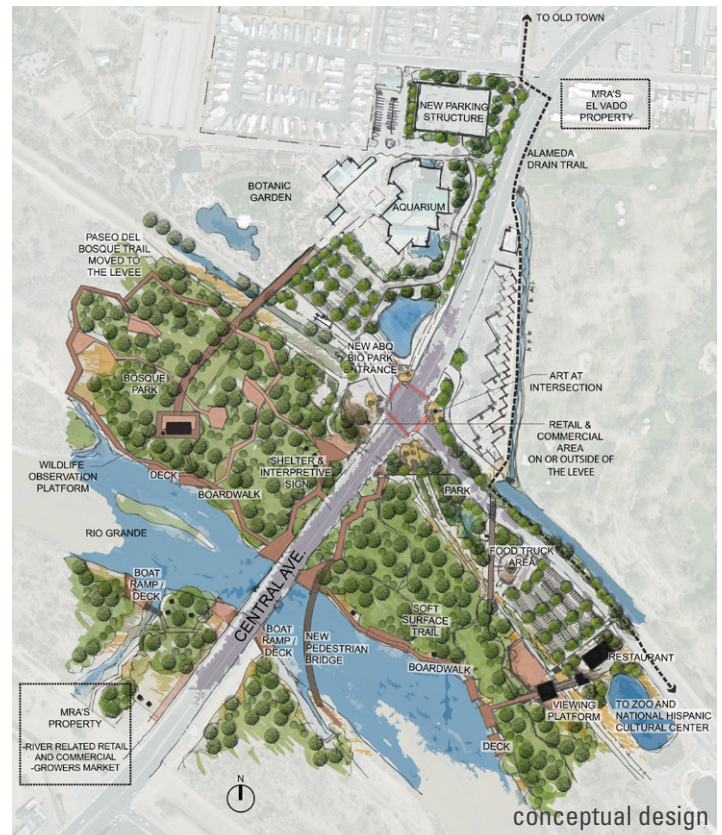 TO OLD TOWN
NEW PARKING
STRUCTURE
MRA'S
EL VADO
PROPERTY
ALAMEDA
DRAIN TRAIL
BOTANIC
GARDEN
AQUARIUM
PASEO DEL
BOSQUE TRAIL
MOVED TO
THE LEVEE
NEW ABQ
BIO PARK
ENTRANCE
ART AT
INTERSECTION
BOSQUE
PARK
RETAIL &
COMMERCIAL
AREA
ON OR OUTSIDE OF
THE LEVEE
WILDLIFE
OBSERVATION
PLATFORM
DECK
BOARDWALK
SHELTER &
INTERPRETIVE
SIGN
PARK
RIO GRANDE
FOOD TRUCK
AREA
BOAT
RAMP /
DECK
CENTRAL AVE.
BOAT
RAMP /
DECK
NEW
PEDESTRIAN
BRIDGE
SOFT
SURFACE
TRAIL
BOARDWALK
RESTAURANT
VIEWING
PLATFORM
TO ZOO AND
NATIONAL HISPANIC
CULTURAL CENTER
DECK
MRA'S
PROPERTY
-RIVER RELATED RETAIL
AND COMMERCIAL
-GROWERS MARKET
N
conceptual design